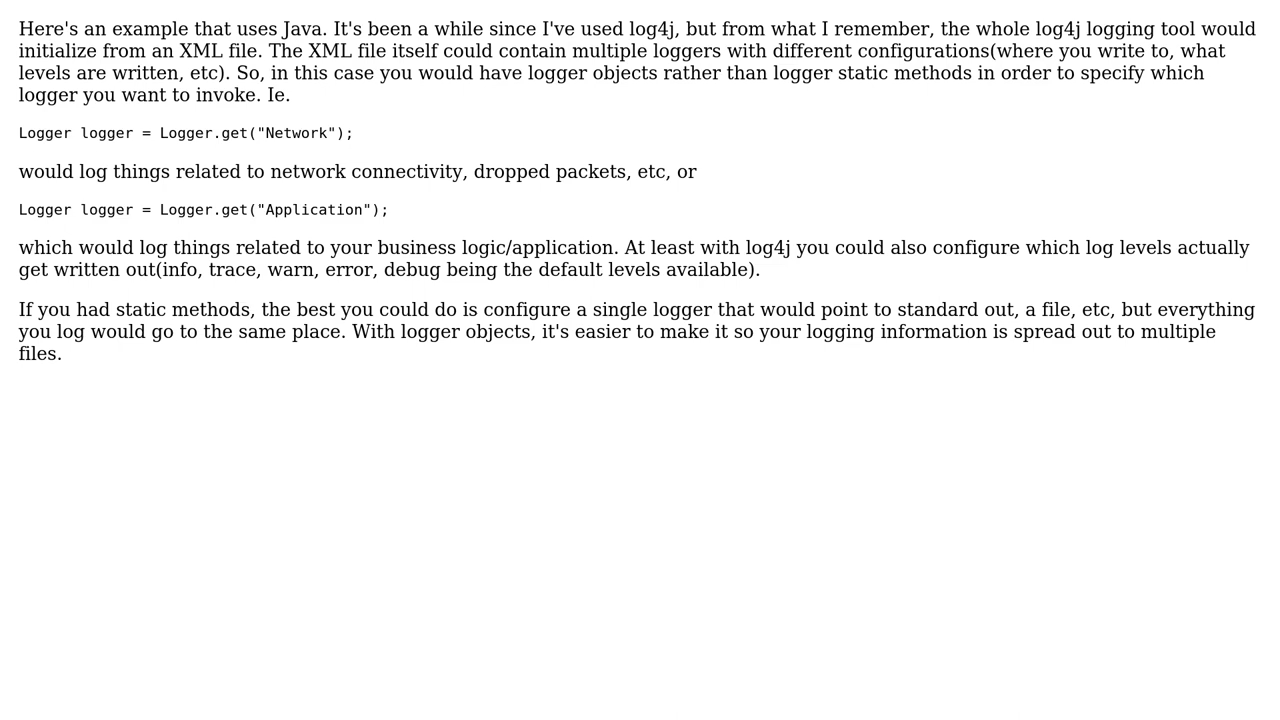 Here's an example that uses Java. It's been a while since I've used log4j, but from what I remember, the whole log4j logging tool would
initialize from an XML file. The XML file itself could contain multiple loggers with different configurations(where you write to, what
levels are written, etc). So, in this case you would have logger objects rather than logger static methods in order to specify which
logger you want to invoke. Ie.
Logger logger = Logger.get("Network");
would log things related to network connectivity, dropped packets, etc, or
Logger logger = Logger.get("Application");
which would log things related to your business logic/application. At least with log4j you could also configure which log levels actually
get written out(info, trace, warn, error, debug being the default levels available).
If you had static methods, the best you could do is configure a single logger that would point to standard out, a file, etc, but everything
you log would go to the same place. With logger objects, it's easier to make it so your logging information is spread out to multiple
files.